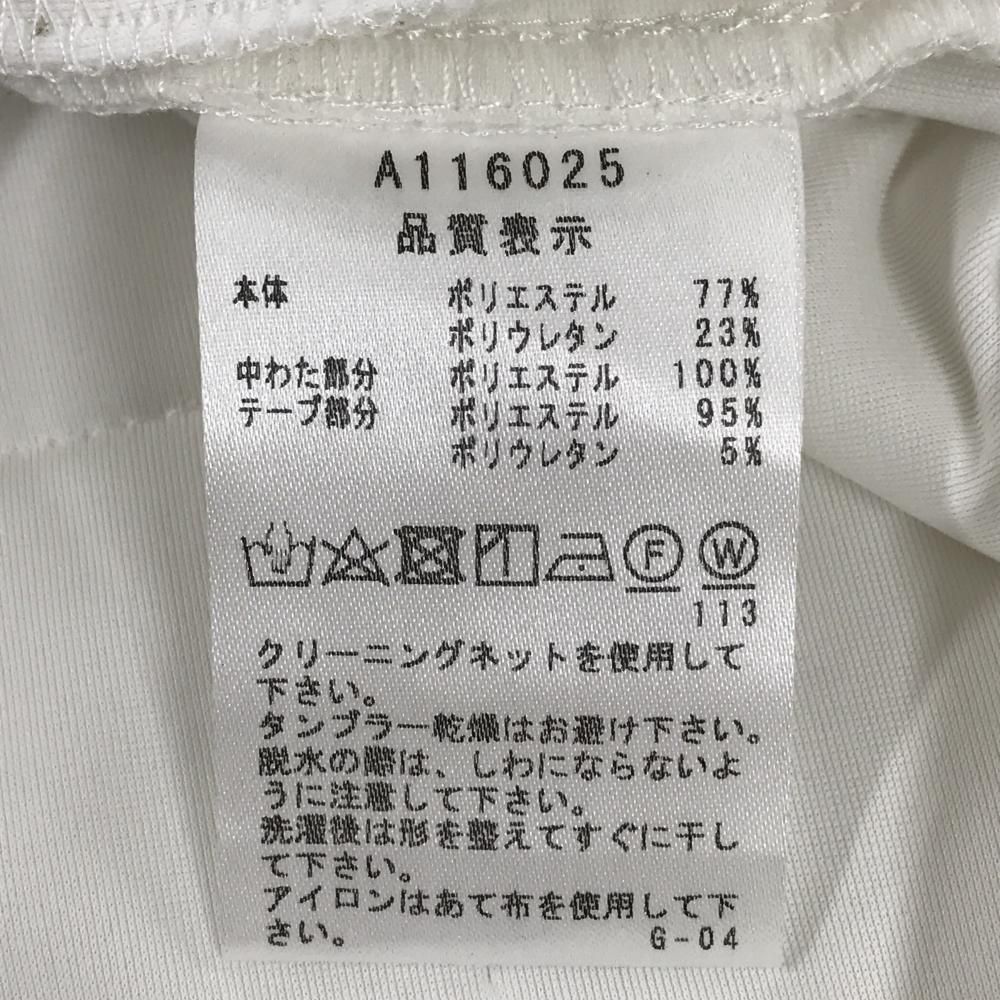 A116025
品質表示
本体 ポリエステル 77%
ポリウレタン 23%
中わた部分 ポリエステル 100%
テープ部分 ポリエステル 95%
ポリウレタン 5%
F W
113
クリーニングネットを使用して
下さい。
タンブラー乾燥はお避け下さい。
脱水の際は、しわにならないよ
うに注意して下さい。
洗濯後は形を整えてすぐに干し
て下さい。
アイロンはあて布を使用して下
さい。 G-04